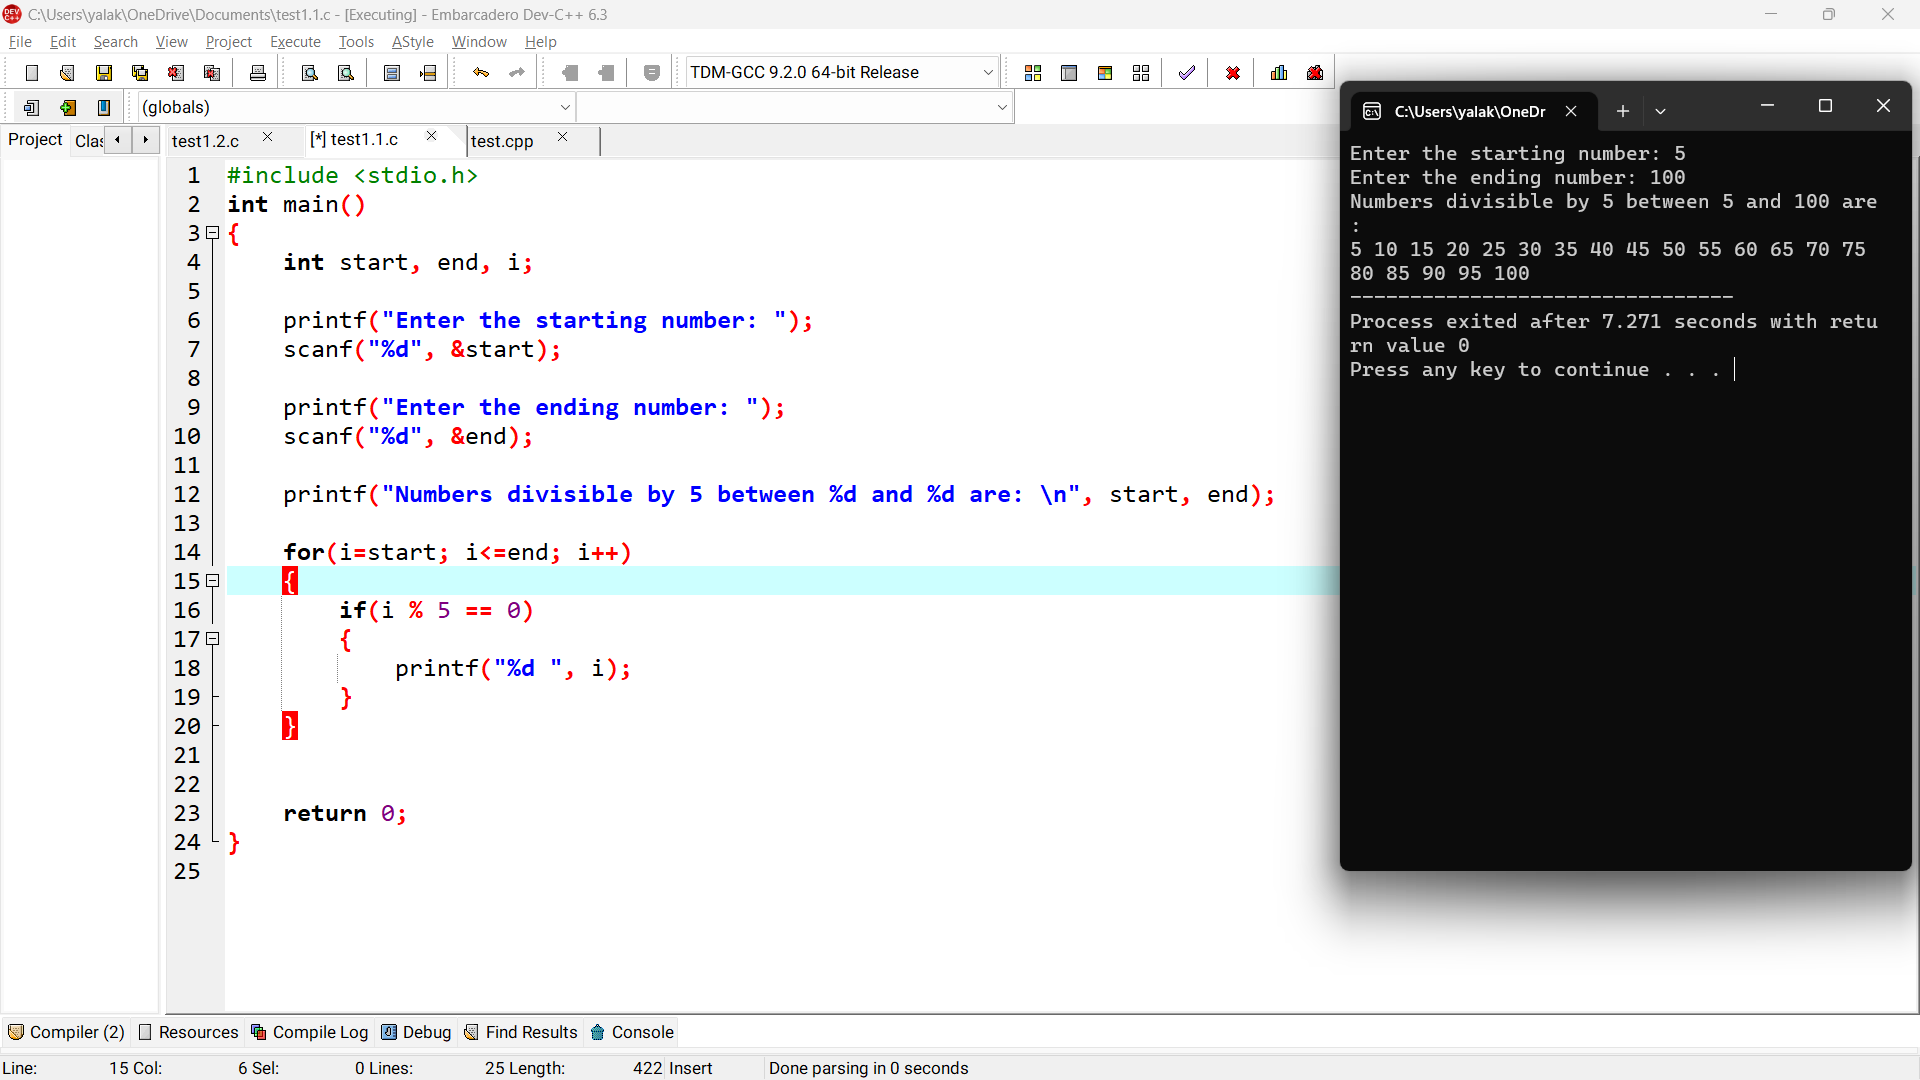 C:\Users\yalak\OneDrive\Documents\test1.1.c - [Executing] - Embarcadero Dev-C++ 6.3
File Edit Search View Project Execute Tools AStyle Window Help
TDM-GCC 9.2.0 64-bit Release
(globals)
Project Clas test1.2.c [*] test1.1.c test.cpp
1 #include <stdio.h>
2 int main()
3 {
4 int start, end, i;
5
6 printf("Enter the starting number: ");
7 scanf("%d", &start);
8
9 printf("Enter the ending number: ");
10 scanf("%d", &end);
11
12 printf("Numbers divisible by 5 between %d and %d are: \n", start, end);
13
14 for(i=start; i<=end; i++)
15 {
16 if(i % 5 == 0)
17 {
18 printf("%d ", i);
19 }
20 }
21
22
23 return 0;
24 }
25
C:\Users\yalak\OneDr
Enter the starting number: 5
Enter the ending number: 100
Numbers divisible by 5 between 5 and 100 are
:
5 10 15 20 25 30 35 40 45 50 55 60 65 70 75
80 85 90 95 100
--------------------------------
Process exited after 7.271 seconds with retu
rn value 0
Press any key to continue . . .
Compiler (2) Resources Compile Log Debug Find Results Console
Line: 15 Col: 6 Sel: 0 Lines: 25 Length: 422 Insert Done parsing in 0 seconds